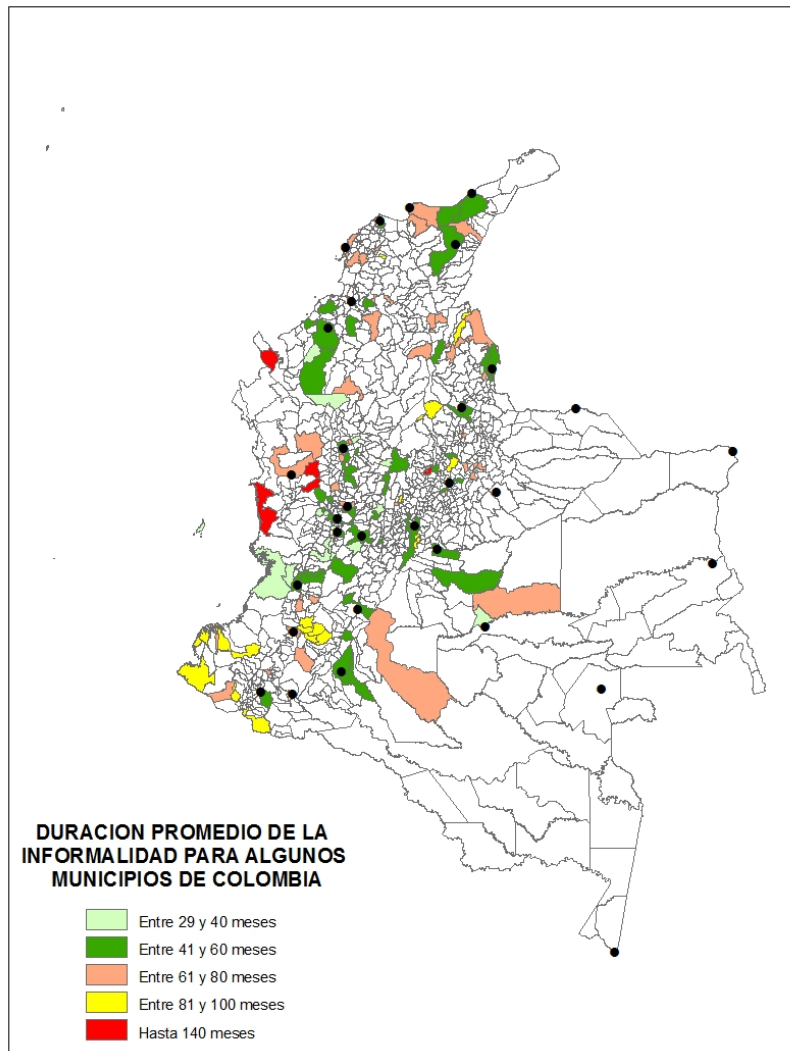 DURACION PROMEDIO DE LA
INFORMALIDAD PARA ALGUNOS
MUNICIPIOS DE COLOMBIA
Entre 29 y 40 meses
Entre 41 y 60 meses
Entre 61 y 80 meses
Entre 81 y 100 meses
Hasta 140 meses